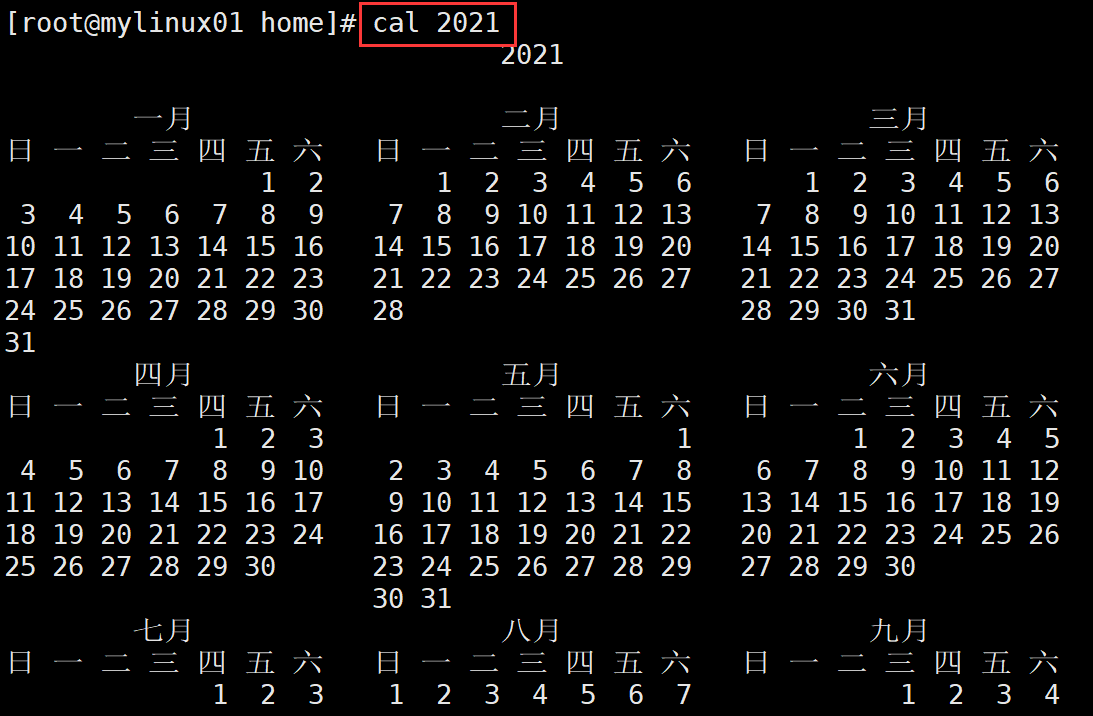 [root@mylinux01 home]# cal 2021
2021
一月 二月 三月
日 一 二 三 四 五 六 日 一 二 三 四 五 六 日 一 二 三 四 五 六
1 2 1 2 3 4 5 6 1 2 3 4 5 6
3 4 5 6 7 8 9 7 8 9 10 11 12 13 7 8 9 10 11 12 13
10 11 12 13 14 15 16 14 15 16 17 18 19 20 14 15 16 17 18 19 20
17 18 19 20 21 22 23 21 22 23 24 25 26 27 21 22 23 24 25 26 27
24 25 26 27 28 29 30 28 28 29 30 31
31
四月 五月 六月
日 一 二 三 四 五 六 日 一 二 三 四 五 六 日 一 二 三 四 五 六
1 2 3 1 1 2 3 4 5
4 5 6 7 8 9 10 2 3 4 5 6 7 8 6 7 8 9 10 11 12
11 12 13 14 15 16 17 9 10 11 12 13 14 15 13 14 15 16 17 18 19
18 19 20 21 22 23 24 16 17 18 19 20 21 22 20 21 22 23 24 25 26
25 26 27 28 29 30 23 24 25 26 27 28 29 27 28 29 30
30 31
七月 八月 九月
日 一 二 三 四 五 六 日 一 二 三 四 五 六 日 一 二 三 四 五 六
1 2 3 1 2 3 4 5 6 7 1 2 3 4